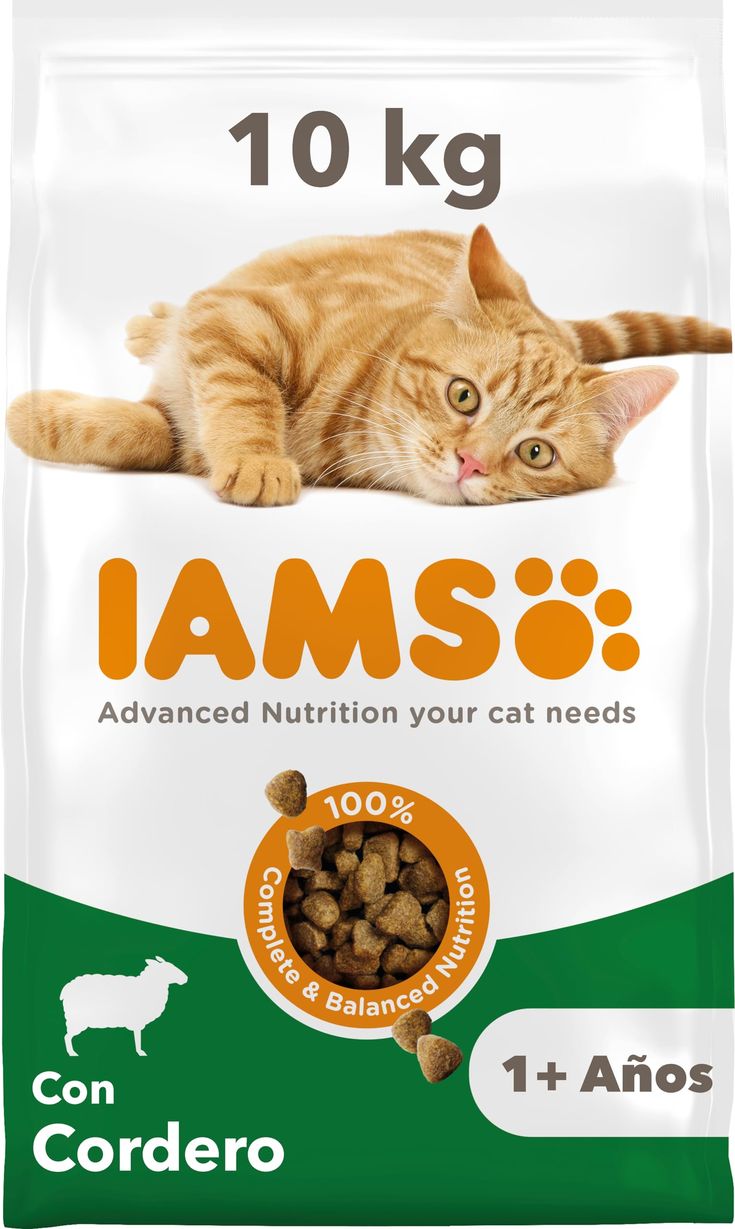 10 kg
IAMS
Advanced Nutrition your cat needs
100%
Complete & Balanced Nutrition
Con
Cordero
1+ Años